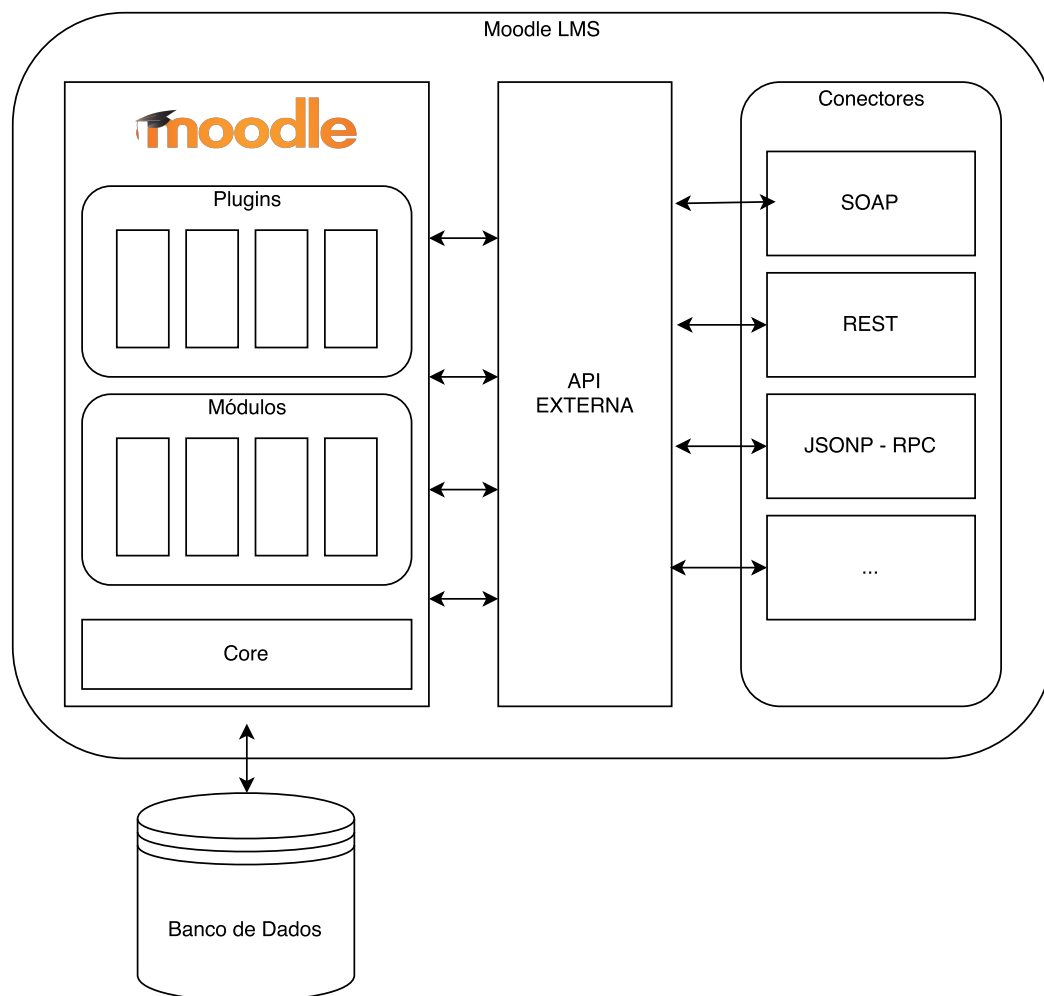 Moodle LMS
moodle
Plugins
Módulos
Core
API
EXTERNA
Conectores
SOAP
REST
JSONP - RPC
...
Banco de Dados